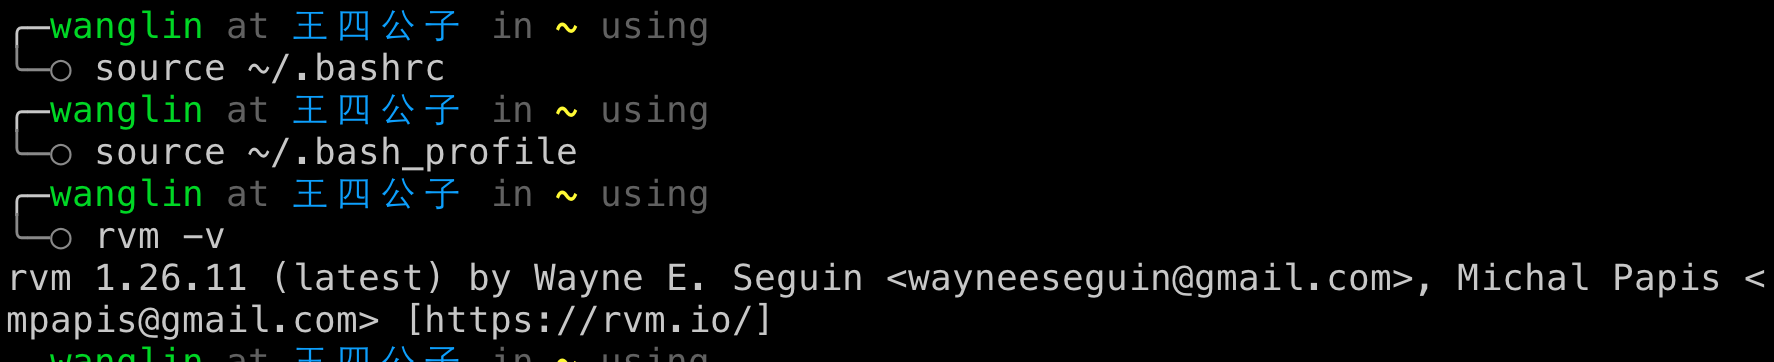 wanglin at 王四公子 in ~ using
source ~/.bashrc
wanglin at 王四公子 in ~ using
source ~/.bash_profile
wanglin at 王四公子 in ~ using
rvm -v
rvm 1.26.11 (latest) by Wayne E. Seguin <wayneeseguin@gmail.com>, Michal Papis <
mpapis@gmail.com> [https://rvm.io/]
wanglin at 王四公子 in ~ using